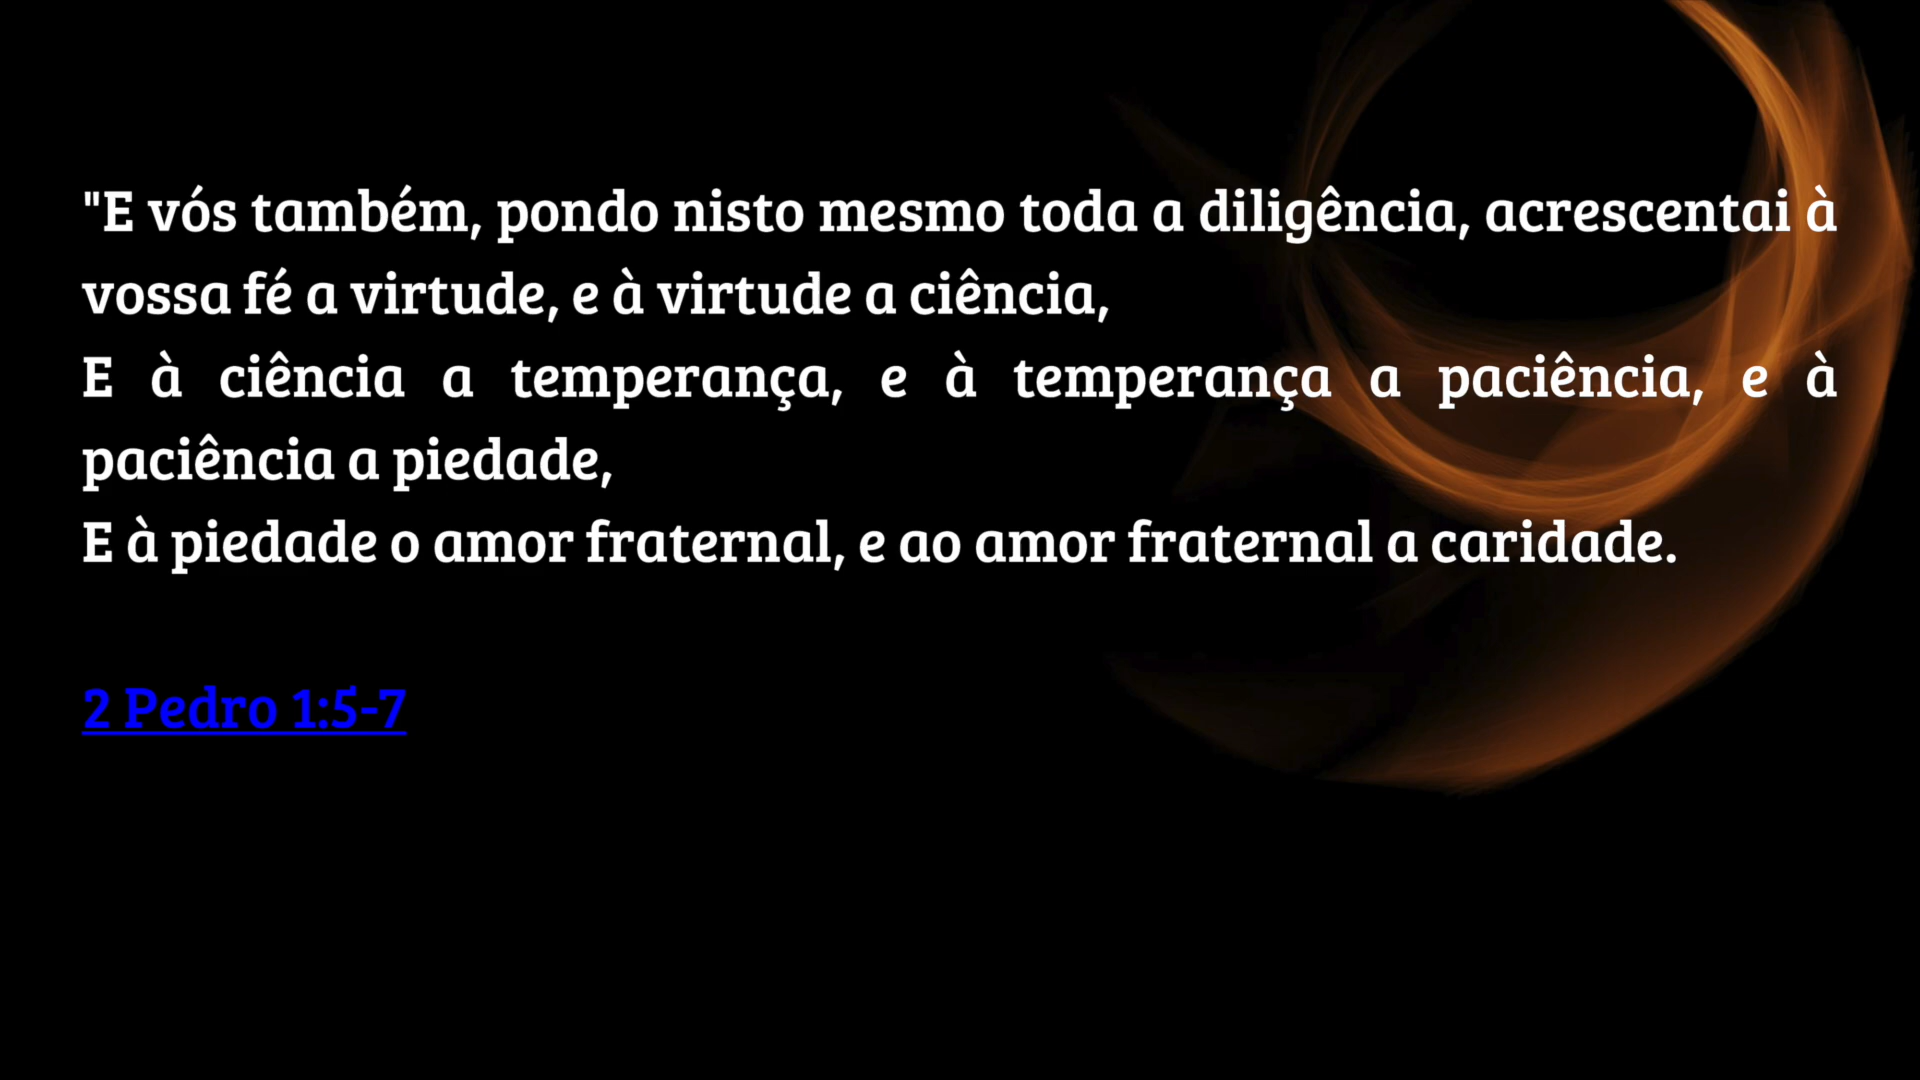 "E vós também, pondo nisto mesmo toda a diligência, acrescentai à
vossa fé a virtude, e à virtude a ciência,
E à ciência a temperança, e à temperança a paciência, e à
paciência a piedade,
E à piedade o amor fraternal, e ao amor fraternal a caridade.
2 Pedro 1:5-7